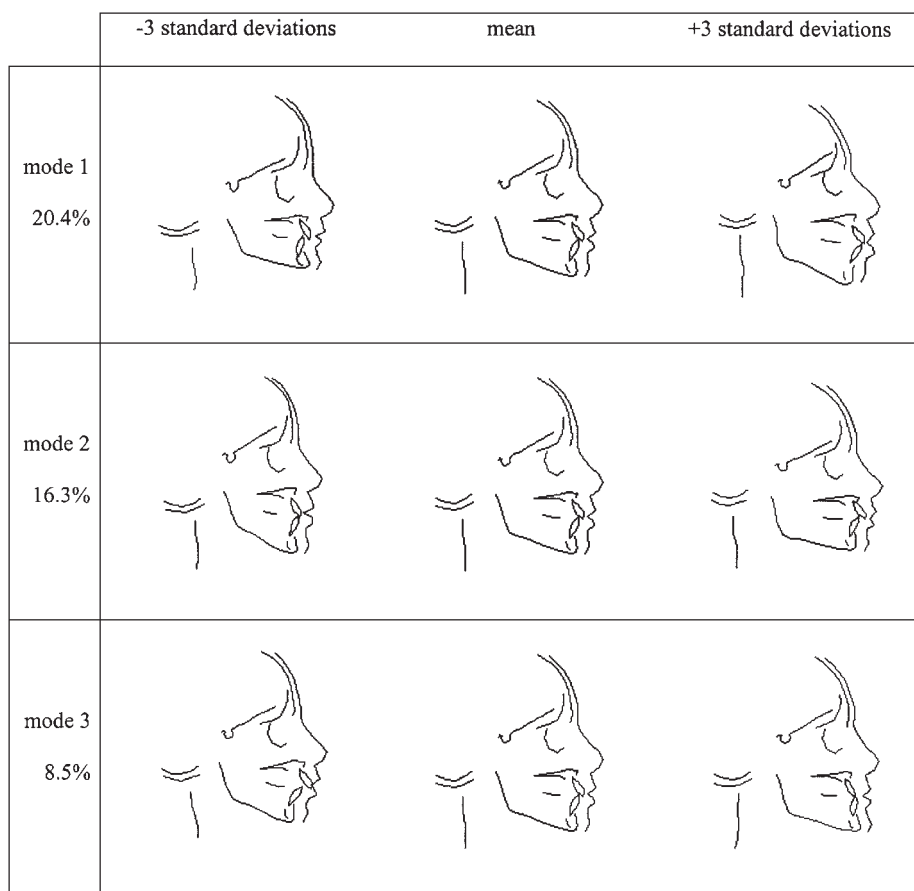 -3 standard deviations mean +3 standard deviations
mode 1
20.4%
mode 2
16.3%
mode 3
8.5%